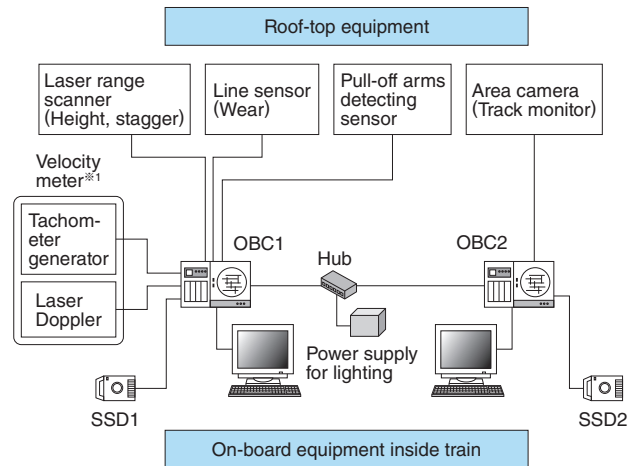 Roof-top equipment
Laser range
scanner
(Height, stagger)
Line sensor
(Wear)
Pull-off arms
detecting
sensor
Area camera
(Track monitor)
Velocity
meter※1
Tachom-
eter
generator
Laser
Doppler
OBC1
Hub
OBC2
Power supply
for lighting
SSD1
SSD2
On-board equipment inside train